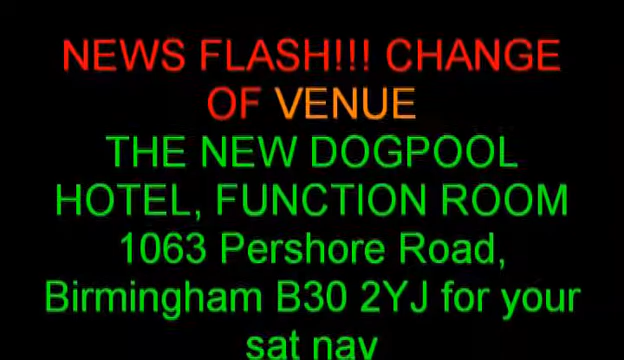 NEWS FLASH!!! CHANGE
OF VENUE
THE NEW DOGPOOL
HOTEL, FUNCTION ROOM
1063 Pershore Road,
Birmingham B30 2YJ for your
sat nav